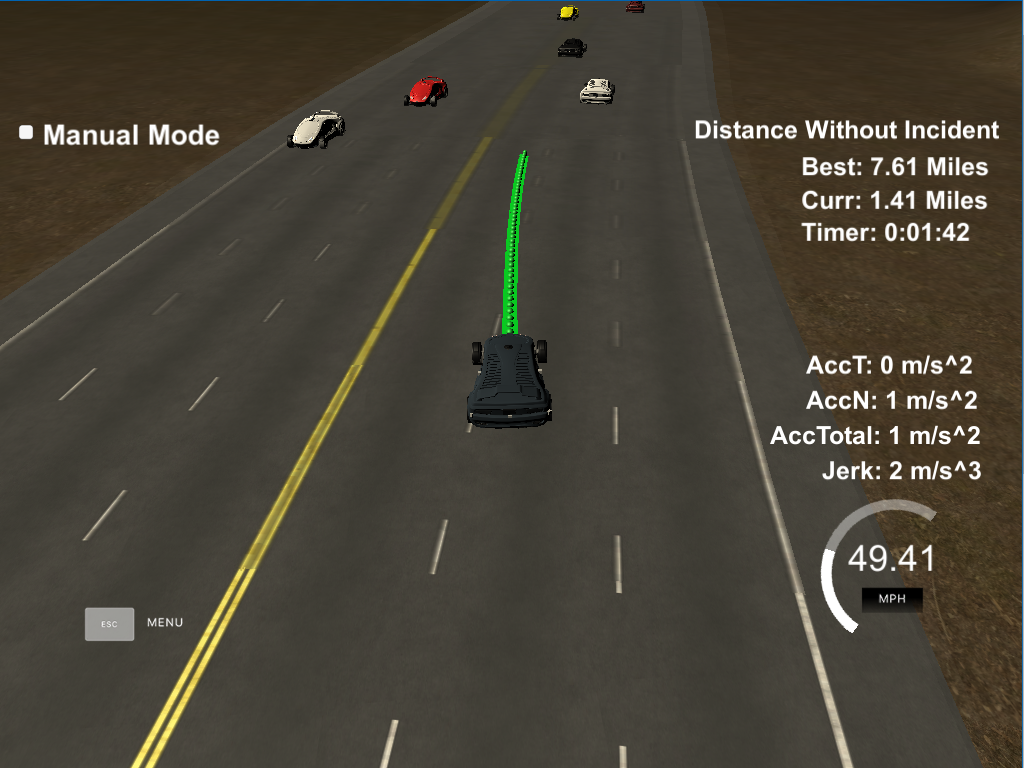 Manual Mode
Distance Without Incident
Best: 7.61 Miles
Curr: 1.41 Miles
Timer: 0:01:42
AccT: 0 m/s^2
AccN: 1 m/s^2
AccTotal: 1 m/s^2
Jerk: 2 m/s^3
49.41
MPH
ESC MENU